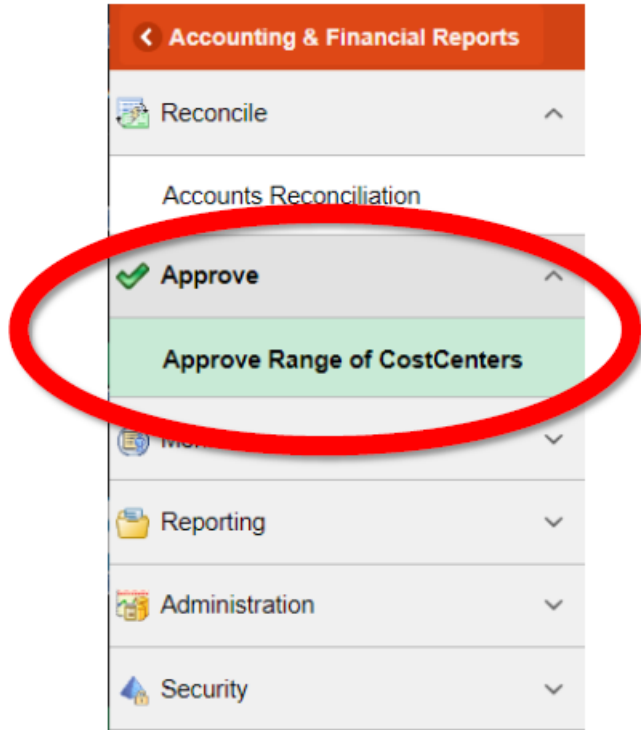 Accounting & Financial Reports
Reconcile
Accounts Reconciliation
Approve
Approve Range of CostCenters
Reporting
Administration
Security